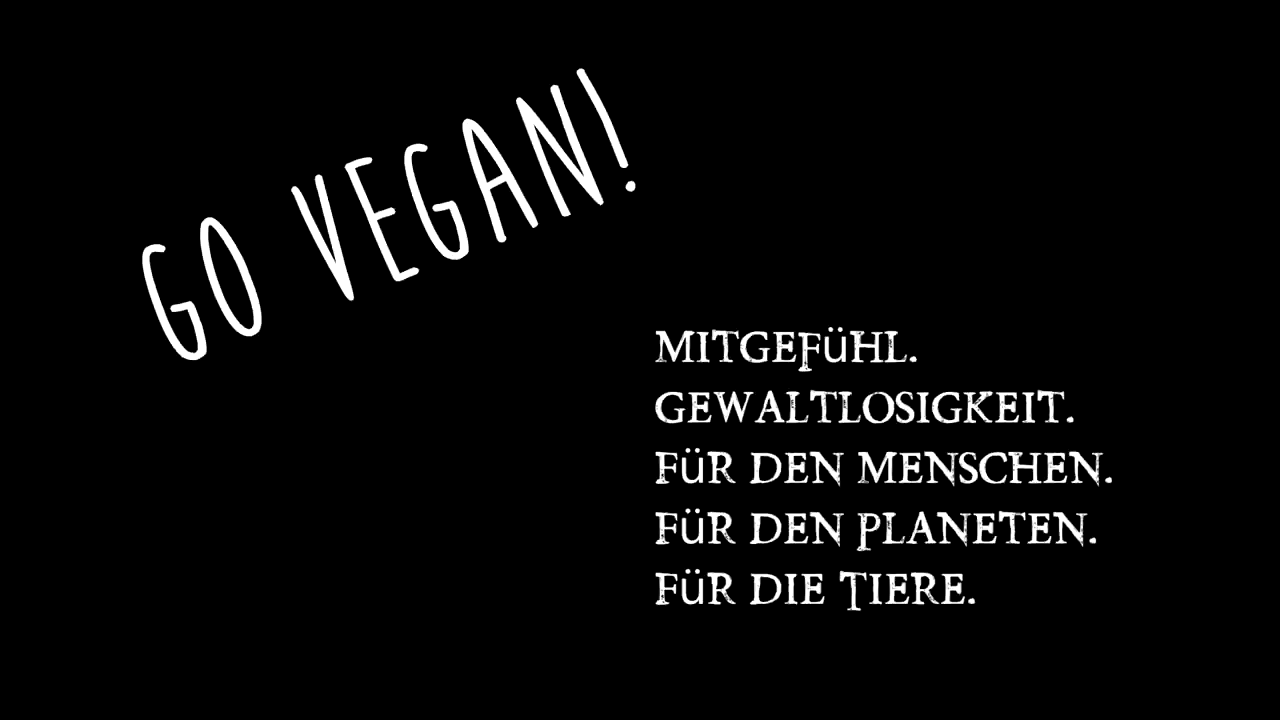 GO VEGAN!
MITGEFÜHL.
GEWALTLOSIGKEIT.
FÜR DEN MENSCHEN.
FÜR DEN PLANETEN.
FÜR DIE TIERE.